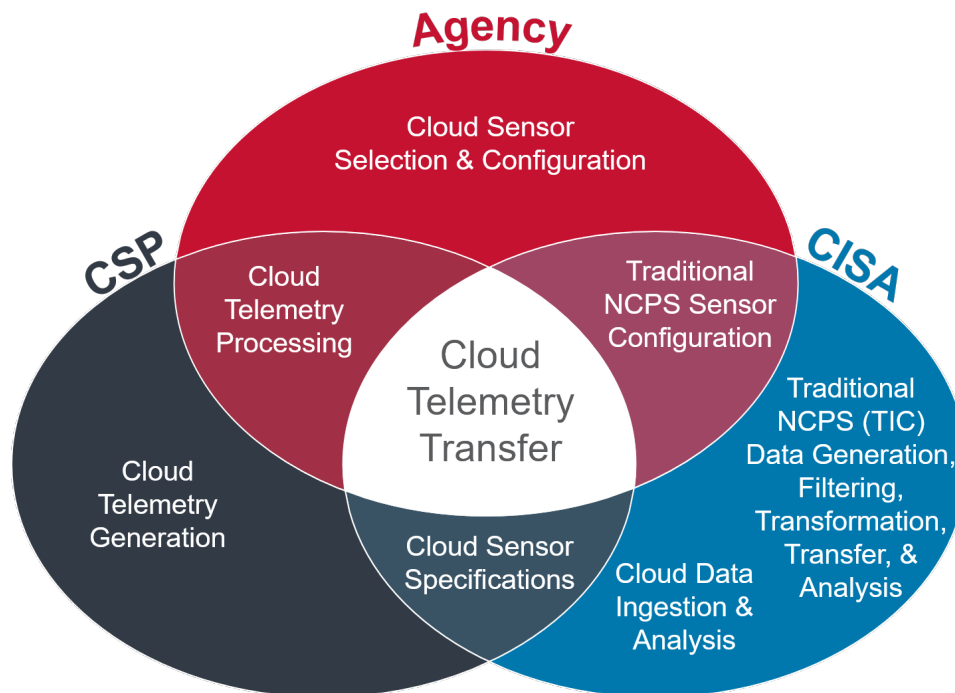 Agency
Cloud Sensor
Selection & Configuration
CSP
CISA
Cloud
Telemetry
Processing
Traditional
NCPS Sensor
Configuration
Cloud
Telemetry
Transfer
Traditional
NCPS (TIC)
Data Generation,
Filtering,
Transformation,
Transfer, &
Analysis
Cloud
Telemetry
Generation
Cloud Sensor
Specifications
Cloud Data
Ingestion &
Analysis